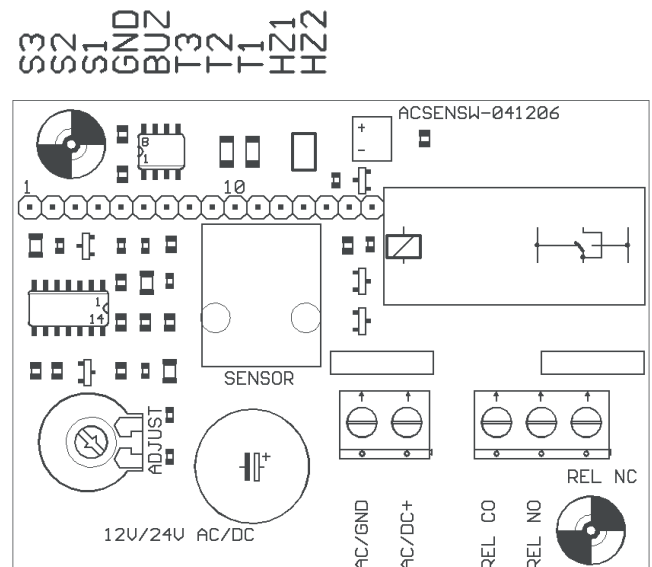 S3
S2
S1
GND
BUZ
T3
T2
T1
HZ1
HZ2
ACSENSW-041206
8
1
+
-
1
10
1
14
SENSOR
ADJUST
+
REL NC
12V/24V AC/DC
AC/GND
AC/DC+
REL CO
REL NO